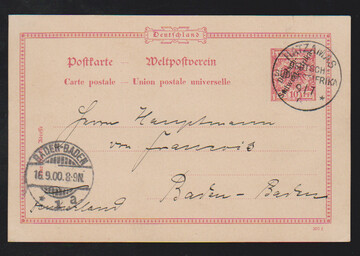 Deutschland
Postkarte — Weltpostverein
Carte postale — Union postale universelle
DEUTSCH-
Herrn Hauptmann
von François
BADEN-BADEN
16.9.00.8-9N.
* 1 a
Baden-Baden
Deutschland